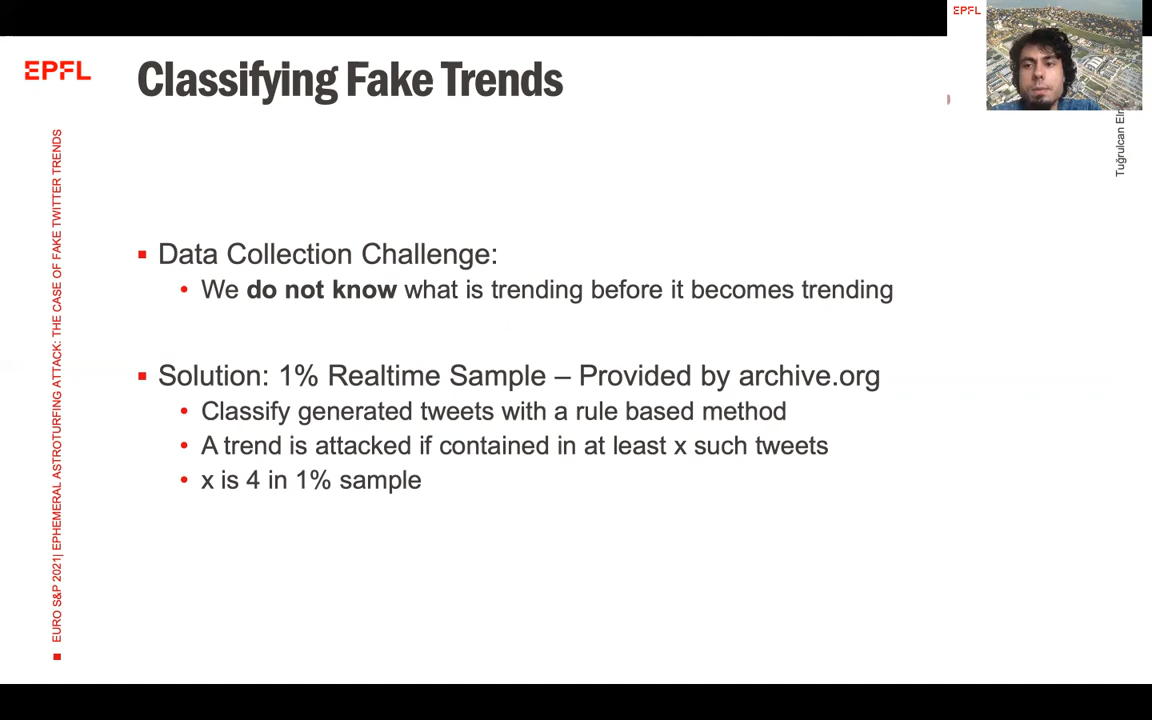 EPFL
EPFL
Classifying Fake Trends
Tuğrulcan
EURO S&P 2021| EPHEMERAL ASTROTURFING ATTACK: THE CASE OF FAKE TWITTER TRENDS
Data Collection Challenge:
We do not know what is trending before it becomes trending
Solution: 1% Realtime Sample – Provided by archive.org
Classify generated tweets with a rule based method
A trend is attacked if contained in at least x such tweets
x is 4 in 1% sample